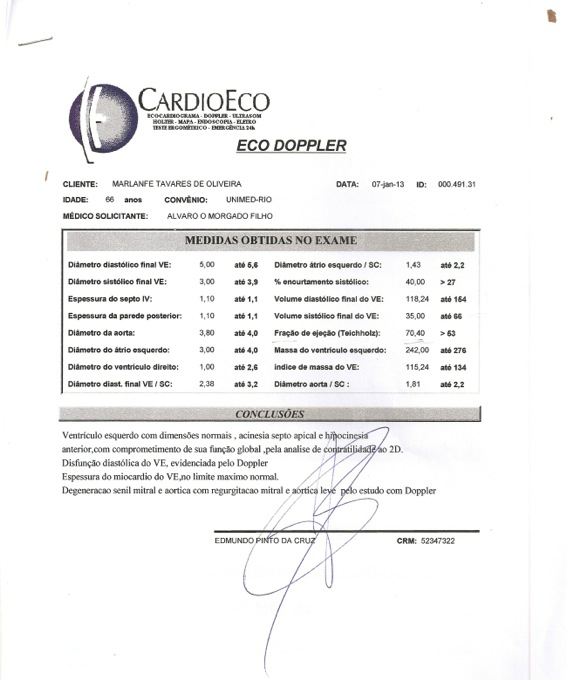 CARDIOECO
ECOCARDIOGRAMA - DOPPLER - ULTRASOM
HOLTER - MAPA - ENDOSCOPIA - ELETRO
TESTE ERGOMÉTRICO - EMERGÊNCIA 24h
ECO DOPPLER
CLIENTE: MARLANFE TAVARES DE OLIVEIRA DATA: 07-jan-13 ID: 000.491.31
IDADE: 66 anos CONVÊNIO: UNIMED-RIO
MÉDICO SOLICITANTE: ALVARO O MORGADO FILHO
MEDIDAS OBTIDAS NO EXAME
Diâmetro diastólico final VE: 5,00 até 5,6 Diâmetro átrio esquerdo / SC: 1,43 até 2,2
Diâmetro sistólico final VE: 3,00 até 3,9 % encurtamento sistólico: 40,00 > 27
Espessura do septo IV: 1,10 até 1,1 Volume diastólico final do VE: 118,24 até 154
Espessura da parede posterior: 1,10 até 1,1 Volume sistólico final do VE: 35,00 até 66
Diâmetro da aorta: 3,80 até 4,0 Fração de ejeção (Teichholz): 70,40 > 53
Diâmetro do átrio esquerdo: 3,00 até 4,0 Massa do ventrículo esquerdo: 242,00 até 276
Diâmetro do ventrículo direito: 1,00 até 2,6 índice de massa do VE: 115,24 até 134
Diâmetro diast. final VE / SC: 2,38 até 3,2 Diâmetro aorta / SC : 1,81 até 2,2
CONCLUSÕES
Ventrículo esquerdo com dimensões normais , acinesia septo apical e hipocinesia
anterior,com comprometimento de sua função global ,pela analise de contratilidade ao 2D.
Disfunção diastólica do VE, evidenciada pelo Doppler
Espessura do miocardio do VE,no limite maximo normal.
Degeneracao senil mitral e aortica com regurgitacao mitral e aortica leve pelo estudo com Doppler
EDMUNDO PINTO DA CRUZ CRM: 52347322